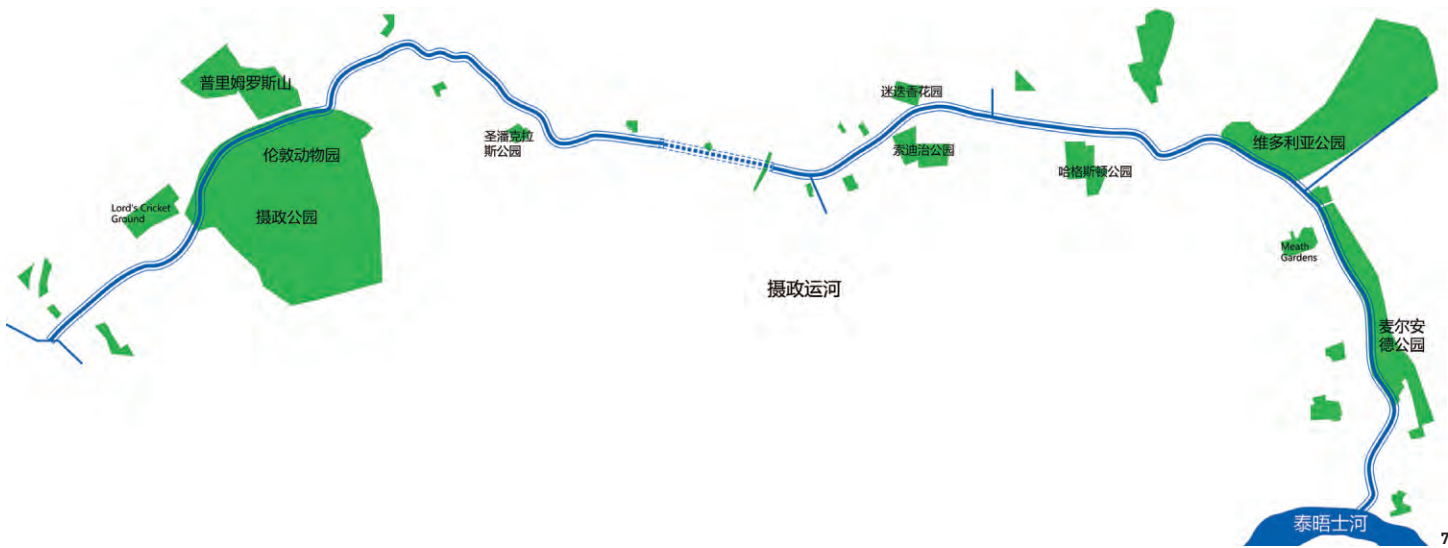 普里姆罗斯山
伦敦动物园
Lord's Cricket
Ground
摄政公园
圣潘克拉
斯公园
迷迭香花园
索迪治公园
哈格斯顿公园
维多利亚公园
Meath
Gardens
摄政运河
麦尔安
德公园
泰晤士河
7